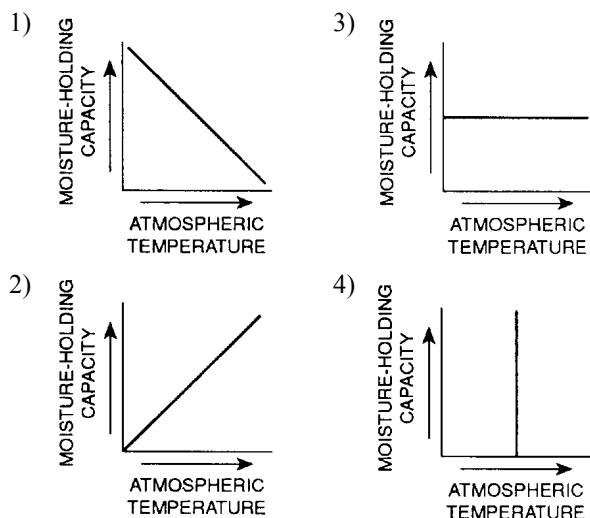 1)
MOISTURE-HOLDING
CAPACITY
ATMOSPHERIC
TEMPERATURE
2)
MOISTURE-HOLDING
CAPACITY
ATMOSPHERIC
TEMPERATURE
3)
MOISTURE-HOLDING
CAPACITY
ATMOSPHERIC
TEMPERATURE
4)
MOISTURE-HOLDING
CAPACITY
ATMOSPHERIC
TEMPERATURE